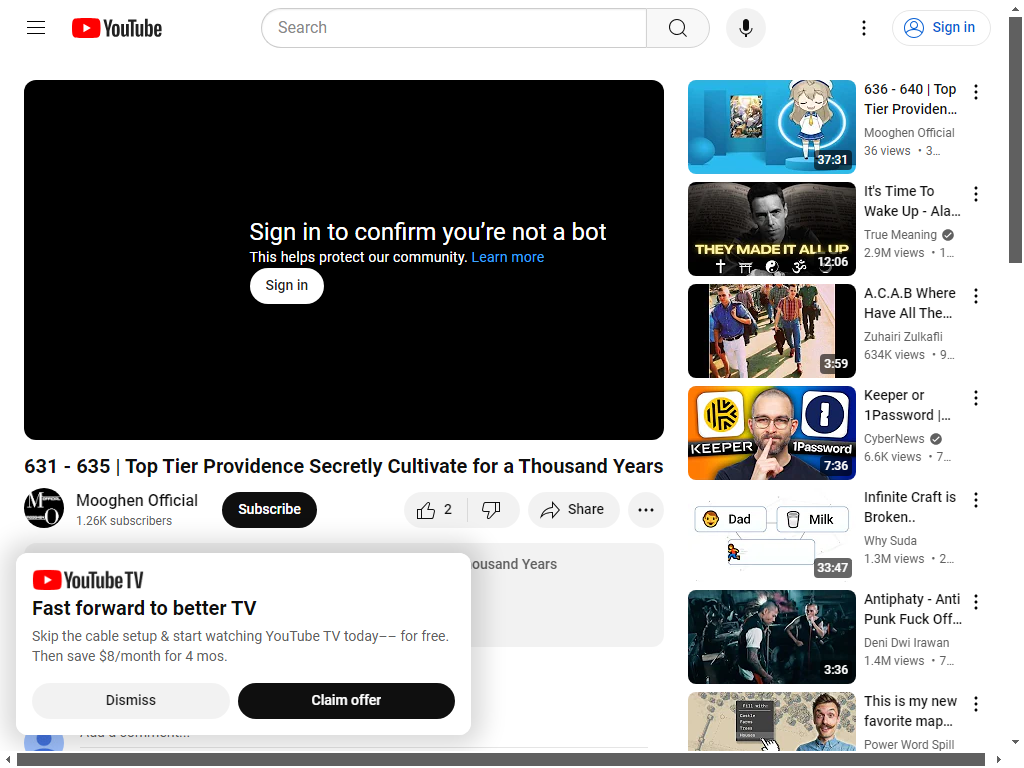 YouTube
Search
Sign in
Sign in to confirm you’re not a bot
This helps protect our community. Learn more
Sign in
631 - 635 | Top Tier Providence Secretly Cultivate for a Thousand Years
Mooghen Official
1.26K subscribers
Subscribe
2
Share
ousand Years
YouTube TV
Fast forward to better TV
Skip the cable setup & start watching YouTube TV today–– for free.
Then save $8/month for 4 mos.
Dismiss
Claim offer
Add a comment...
37:31
636 - 640 | Top
Tier Providen...
Mooghen Official
36 views • 3...
THEY MADE IT ALL UP
12:06
It's Time To
Wake Up - Ala...
True Meaning
2.9M views • 1...
3:59
A.C.A.B Where
Have All The...
Zuhairi Zulkafli
634K views • 9...
KEEPER
1Password
7:36
Keeper or
1Password |...
CyberNews
6.6K views • 7...
Dad
Milk
33:47
Infinite Craft is
Broken..
Why Suda
1.3M views • 2...
3:36
Antiphaty - Anti
Punk Fuck Off...
Deni Dwi Irawan
1.4M views • 7...
Fill with:
Castle
Farms
Trees
Houses
This is my new
favorite map...
Power Word Spill